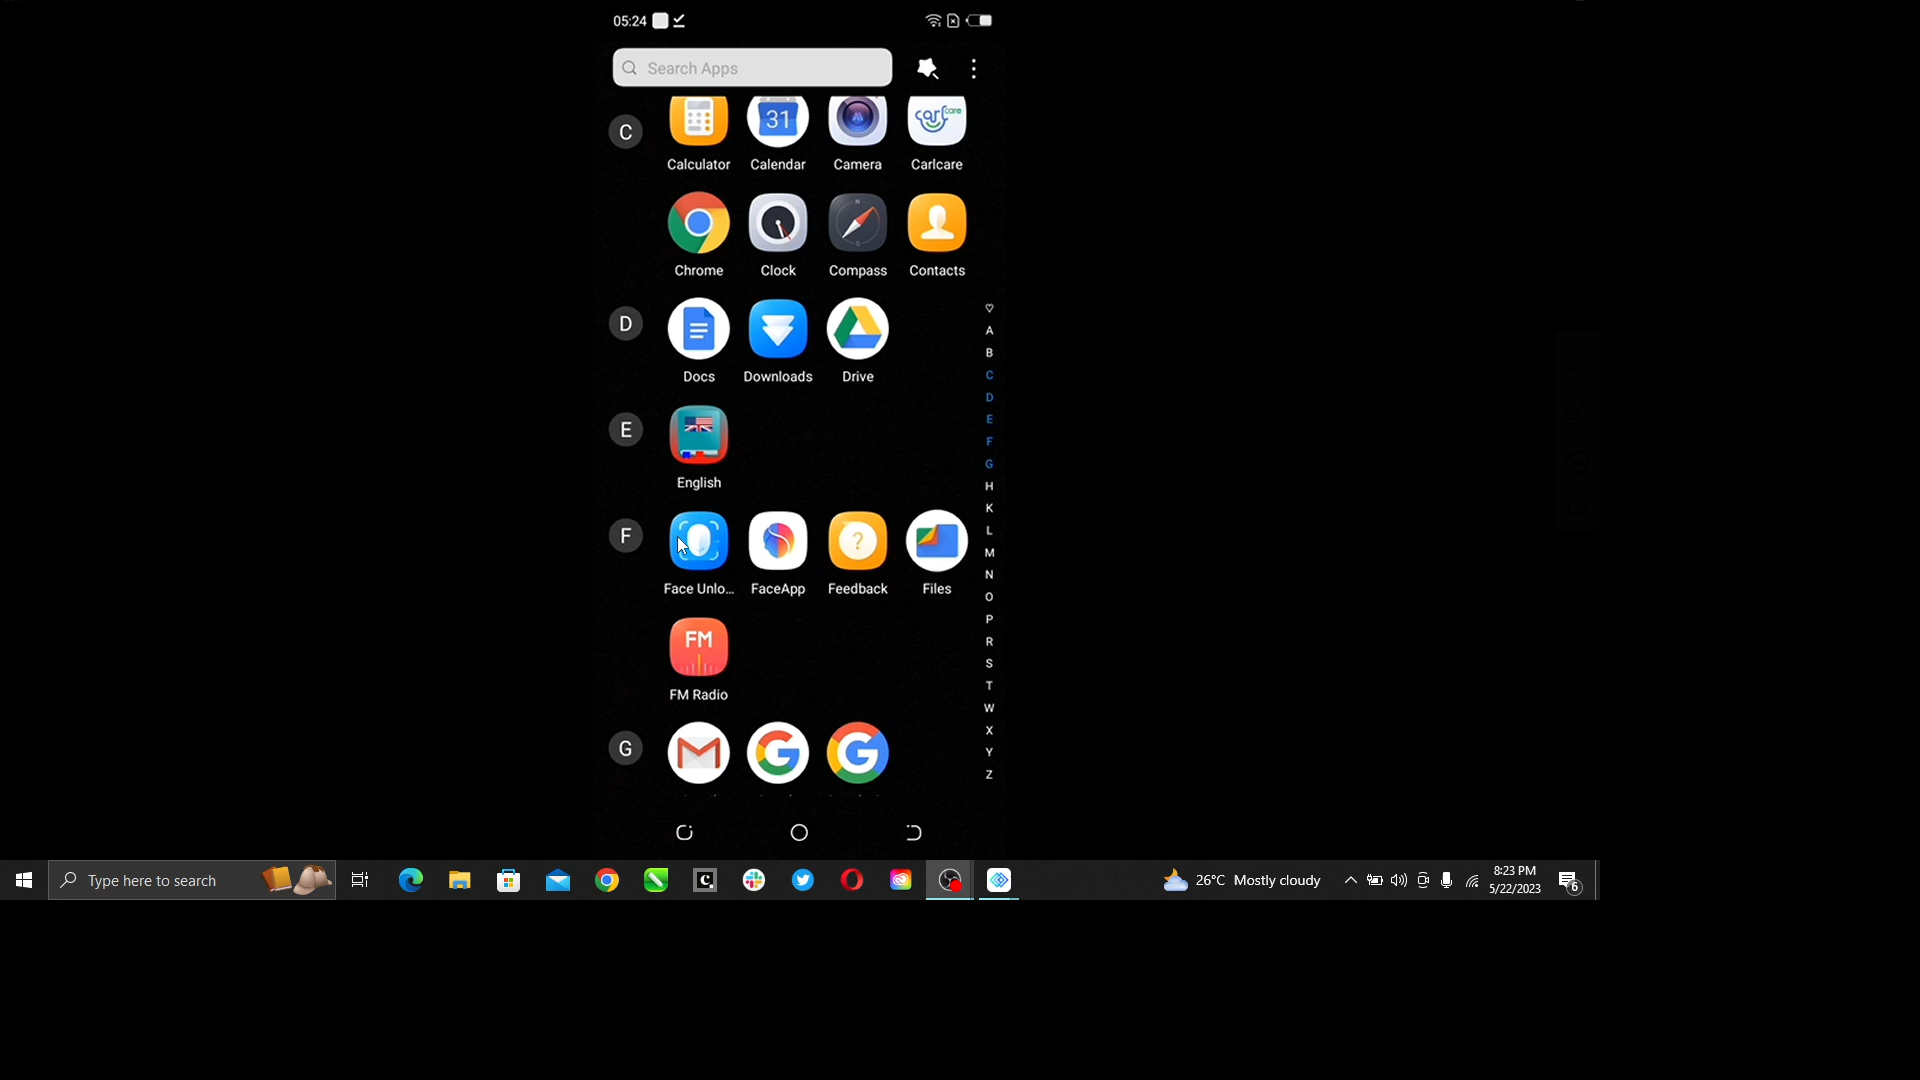 05:24
Search Apps
C
31
Carl care
Calculator Calendar Camera Carlcare
Chrome Clock Compass Contacts
D
Docs Downloads Drive
E
English
F
Face Unlo... FaceApp Feedback Files
FM
FM Radio
G
♡
A
B
C
D
E
F
G
H
K
L
M
N
O
P
R
S
T
W
X
Y
Z
Type here to search
26°C Mostly cloudy
8:23 PM
5/22/2023
6